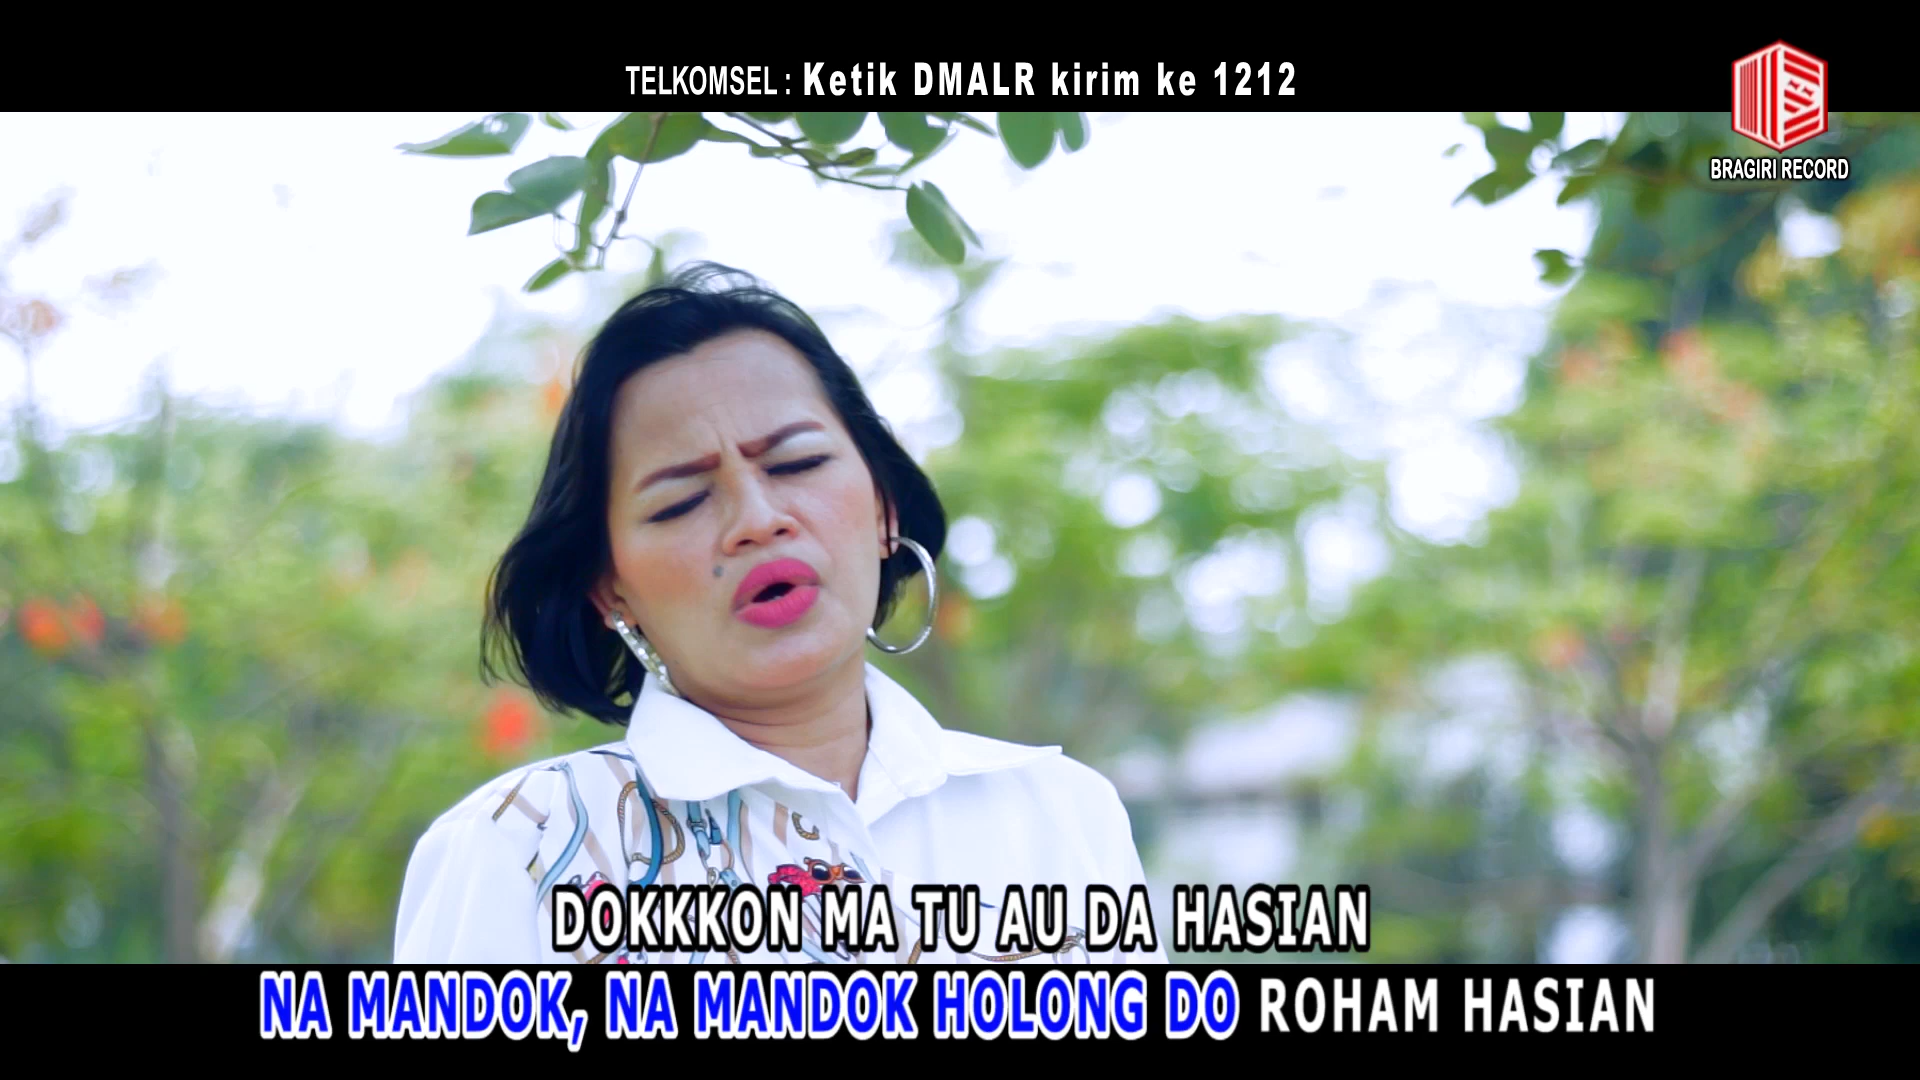 TELKOMSEL : Ketik DMALR kirim ke 1212
BRAGIRI RECORD
DOKKKON MA TU AU DA HASIAN
NA MANDOK, NA MANDOK HOLONG DO ROHAM HASIAN